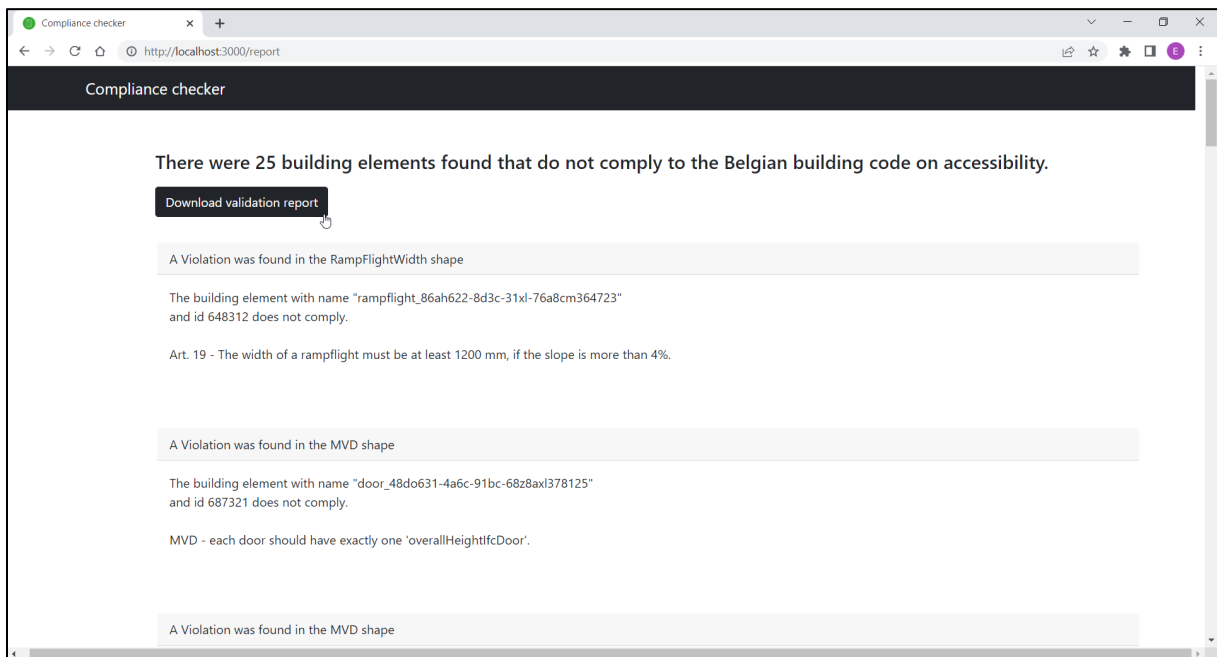 Compliance checker
http://localhost:3000/report
E
Compliance checker
There were 25 building elements found that do not comply to the Belgian building code on accessibility.
Download validation report
A Violation was found in the RampFlightWidth shape
The building element with name "rampflight_86ah622-8d3c-31xl-76a8cm364723"
and id 648312 does not comply.
Art. 19 - The width of a rampflight must be at least 1200 mm, if the slope is more than 4%.
A Violation was found in the MVD shape
The building element with name "door_48do631-4a6c-91bc-68z8axl378125"
and id 687321 does not comply.
MVD - each door should have exactly one 'overallHeightIfcDoor'.
A Violation was found in the MVD shape